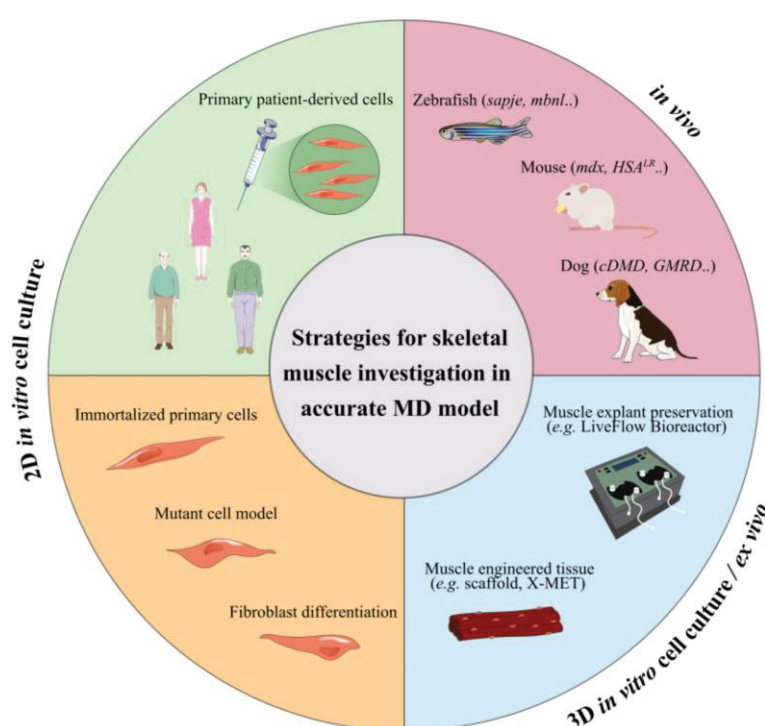 Primary patient-derived cells
Zebrafish (sapje, mbnl..)
in vivo
Mouse (mdx, HSALR..)
Dog (cDMD, GMRD..)
2D in vitro cell culture
Strategies for skeletal
muscle investigation in
accurate MD model
Immortalized primary cells
Mutant cell model
Fibroblast differentiation
Muscle explant preservation
(e.g. LiveFlow Bioreactor)
Muscle engineered tissue
(e.g. scaffold, X-MET)
3D in vitro cell culture / ex vivo